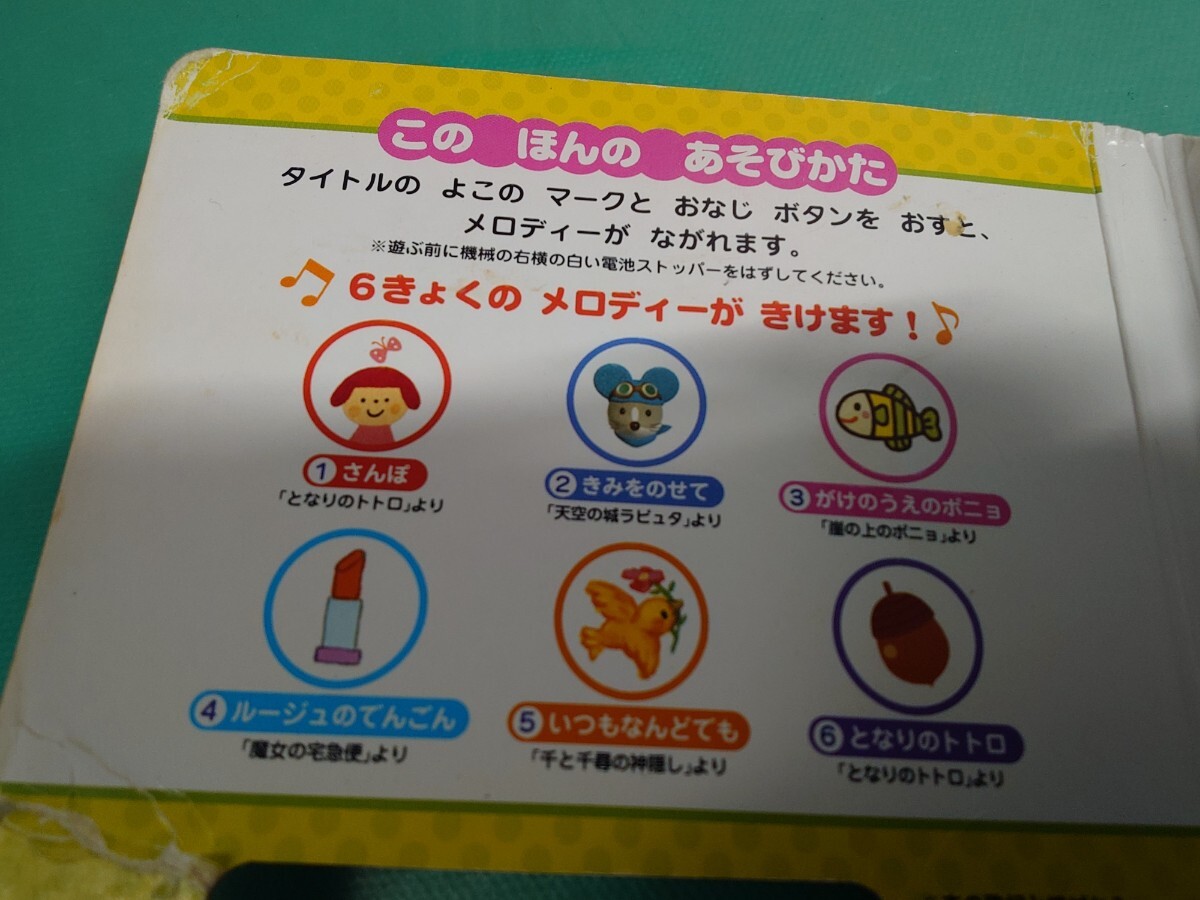 この ほんの あそびかた
タイトルの よこの マークと おなじ ボタンを おすと、
メロディーが ながれます。
※遊ぶ前に機械の右横の白い電池ストッパーをはずしてください。
6きょくの メロディーが きけます!
1 さんぽ
「となりのトトロ」より
2 きみをのせて
「天空の城ラピュタ」より
3 がけのうえのポニョ
「崖の上のポニョ」より
4 ルージュのてんごん
「魔女の宅急便」より
5 いつもなんどでも
「千と千尋の神隠し」より
6 となりのトトロ
「となりのトトロ」より